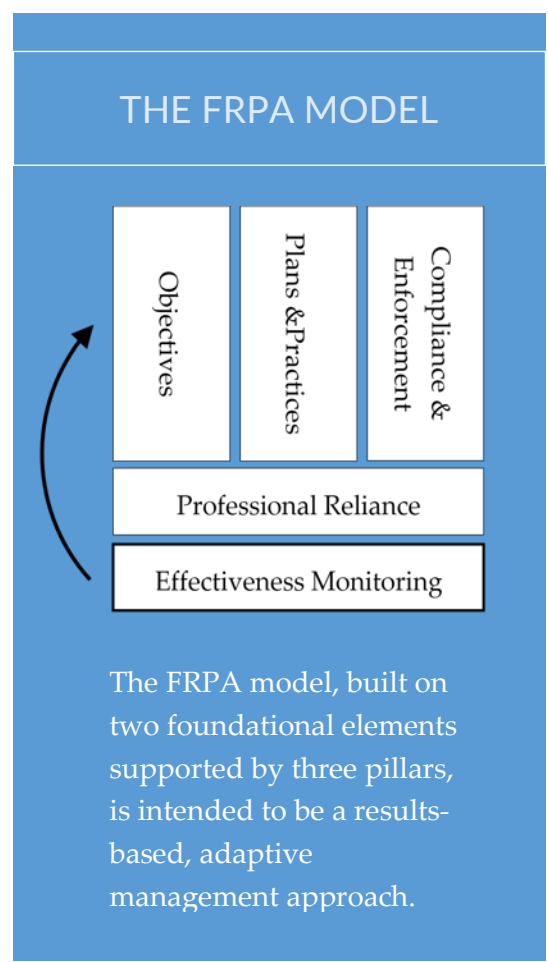 THE FRPA MODEL
Objectives
Plans &Practices
Compliance &
Enforcement
Professional Reliance
Effectiveness Monitoring
The FRPA model, built on
two foundational elements
supported by three pillars,
is intended to be a results-
based, adaptive
management approach.